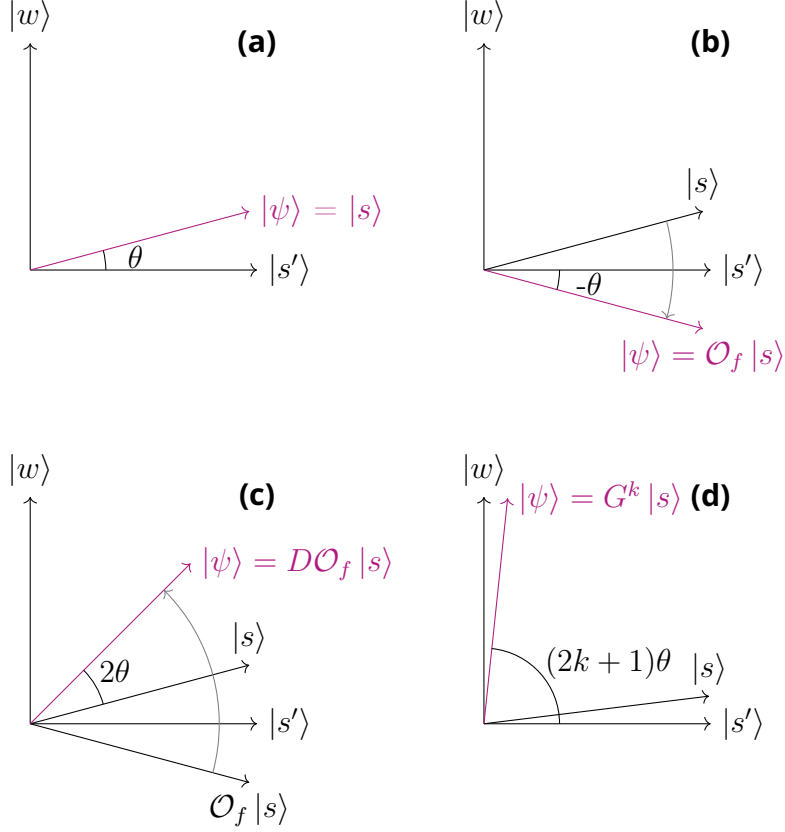 |w⟩
(a)
|ψ⟩ = |s⟩
θ
|s′⟩
|w⟩
(b)
|s⟩
|s′⟩
-θ
|ψ⟩ = 𝒪_f |s⟩
|w⟩
(c)
|ψ⟩ = D𝒪_f |s⟩
|s⟩
2θ
|s′⟩
𝒪_f |s⟩
|w⟩
|ψ⟩ = G^k |s⟩
(d)
(2k + 1)θ
|s⟩
|s′⟩